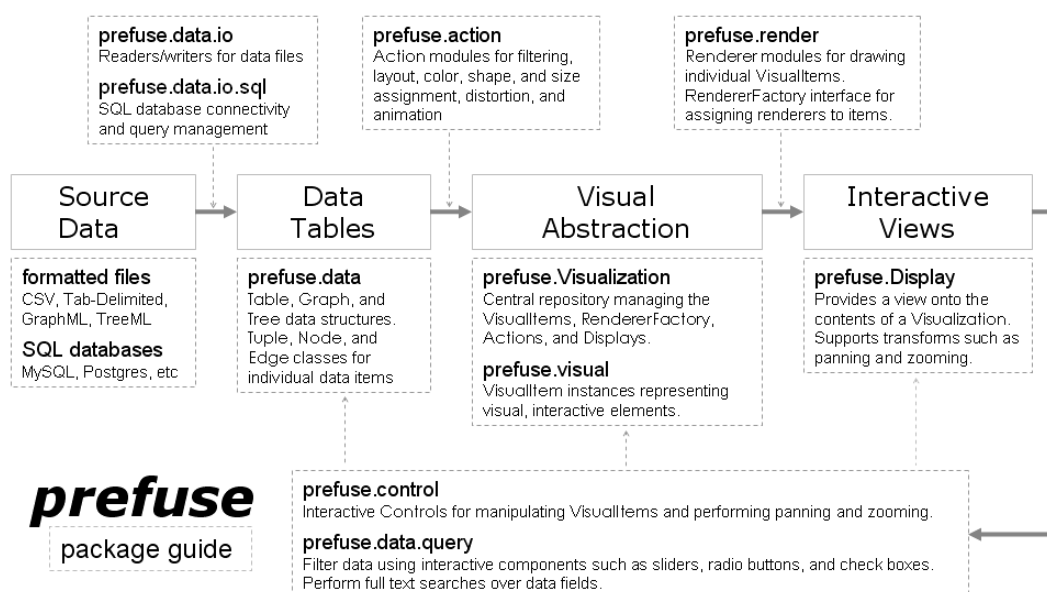 prefuse.data.io
Readers/writers for data files
prefuse.data.io.sql
SQL database connectivity
and query management
prefuse.action
Action modules for filtering,
layout, color, shape, and size
assignment, distortion, and
animation
prefuse.render
Renderer modules for drawing
individual VisualItems.
RendererFactory interface for
assigning renderers to items.
Source
Data
Data
Tables
Visual
Abstraction
Interactive
Views
formatted files
CSV, Tab-Delimited,
GraphML, TreeML
SQL databases
MySQL, Postgres, etc
prefuse.data
Table, Graph, and
Tree data structures.
Tuple, Node, and
Edge classes for
individual data items
prefuse.Visualization
Central repository managing the
VisualItems, RendererFactory,
Actions, and Displays.
prefuse.visual
VisualItem instances representing
visual, interactive elements.
prefuse.Display
Provides a view onto the
contents of a Visualization.
Supports transforms such as
panning and zooming.
prefuse
package guide
prefuse.control
Interactive Controls for manipulating VisualItems and performing panning and zooming.
prefuse.data.query
Filter data using interactive components such as sliders, radio buttons, and check boxes.
Perform full text searches over data fields.